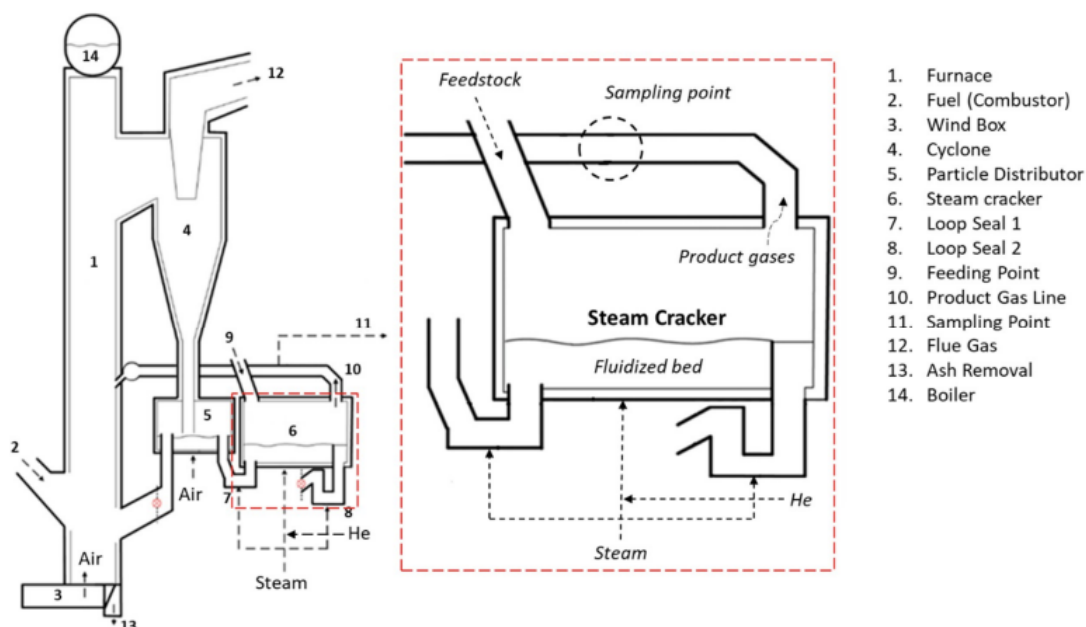 14
12
4
1
11
9
10
5
6
2
Air
7
8
He
Air
Steam
3
13
Feedstock
Sampling point
Product gases
Steam Cracker
Fluidized bed
He
Steam
1. Furnace
2. Fuel (Combustor)
3. Wind Box
4. Cyclone
5. Particle Distributor
6. Steam cracker
7. Loop Seal 1
8. Loop Seal 2
9. Feeding Point
10. Product Gas Line
11. Sampling Point
12. Flue Gas
13. Ash Removal
14. Boiler